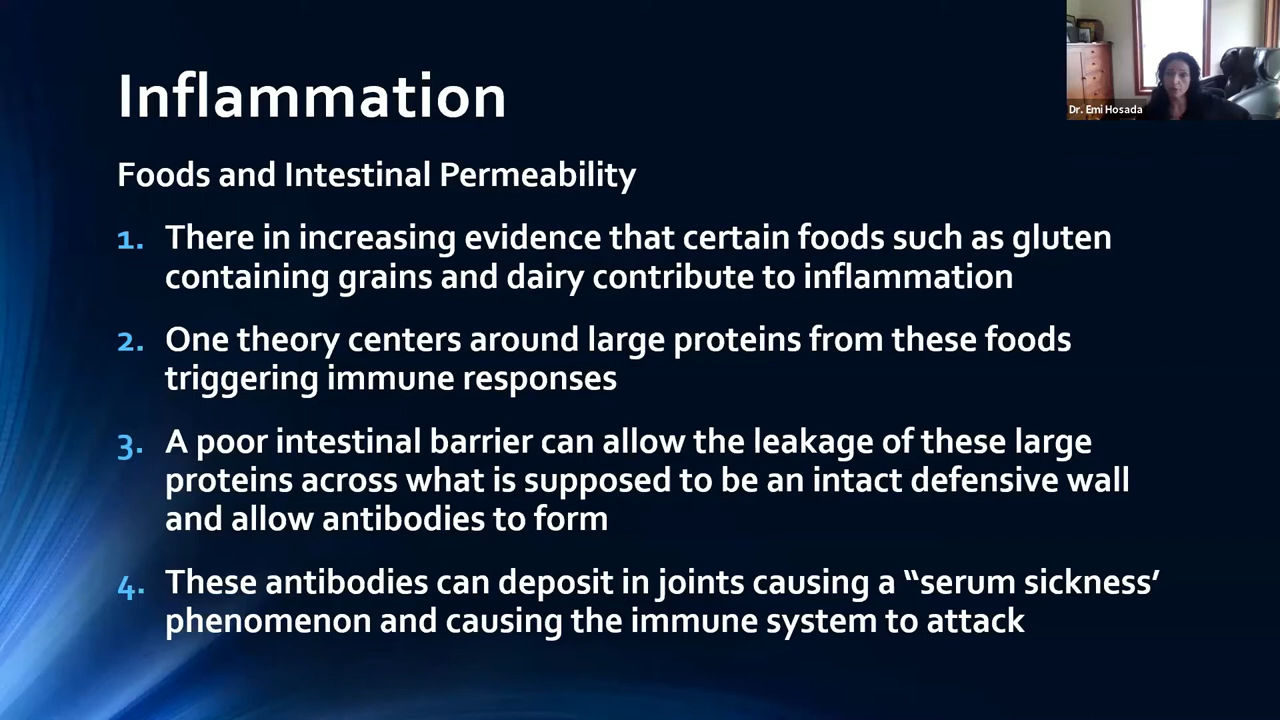 Inflammation
Dr. Emi Hosada
Foods and Intestinal Permeability
1. There in increasing evidence that certain foods such as gluten
containing grains and dairy contribute to inflammation
2. One theory centers around large proteins from these foods
triggering immune responses
3. A poor intestinal barrier can allow the leakage of these large
proteins across what is supposed to be an intact defensive wall
and allow antibodies to form
4. These antibodies can deposit in joints causing a “serum sickness’
phenomenon and causing the immune system to attack